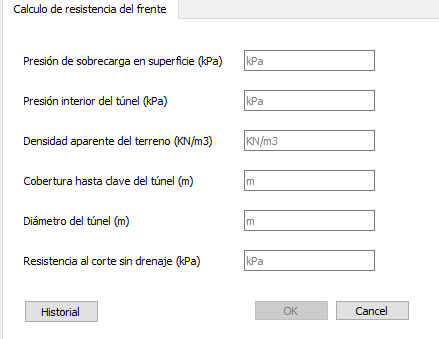 Calculo de resistencia del frente
Presión de sobrecarga en superficie (kPa) kPa
Presión interior del túnel (kPa) kPa
Densidad aparente del terreno (KN/m3) KN/m3
Cobertura hasta clave del túnel (m) m
Diámetro del túnel (m) m
Resistencia al corte sin drenaje (kPa) kPa
Historial OK Cancel